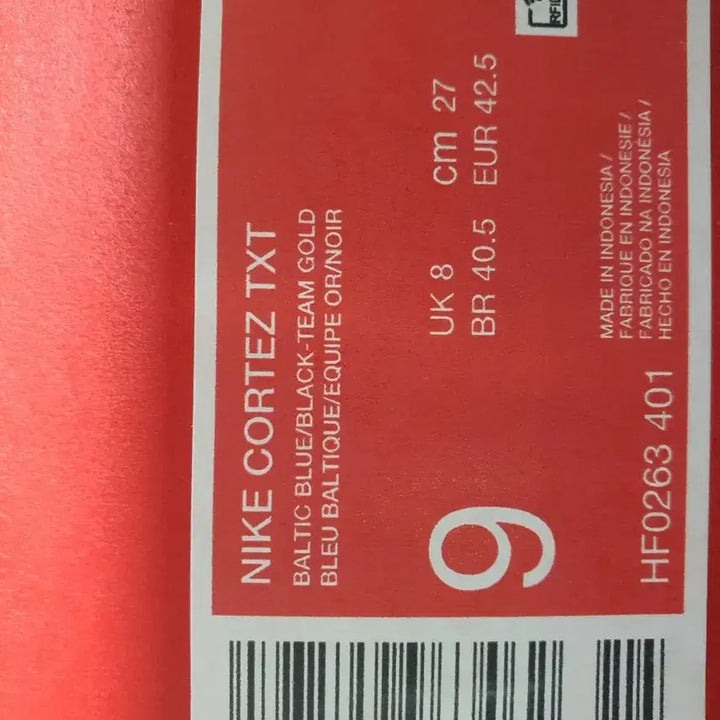 RFID
NIKE CORTEZ TXT
BALTIC BLUE/BLACK-TEAM GOLD
BLEU BALTIQUE/EQUIPE OR/NOIR
9
UK 8
cm 27
BR 40.5
EUR 42.5
HF0263 401
MADE IN INDONESIA /
FABRIQUE EN INDONESIE /
FABRICADO NA INDONÉSIA /
HECHO EN INDONESIA